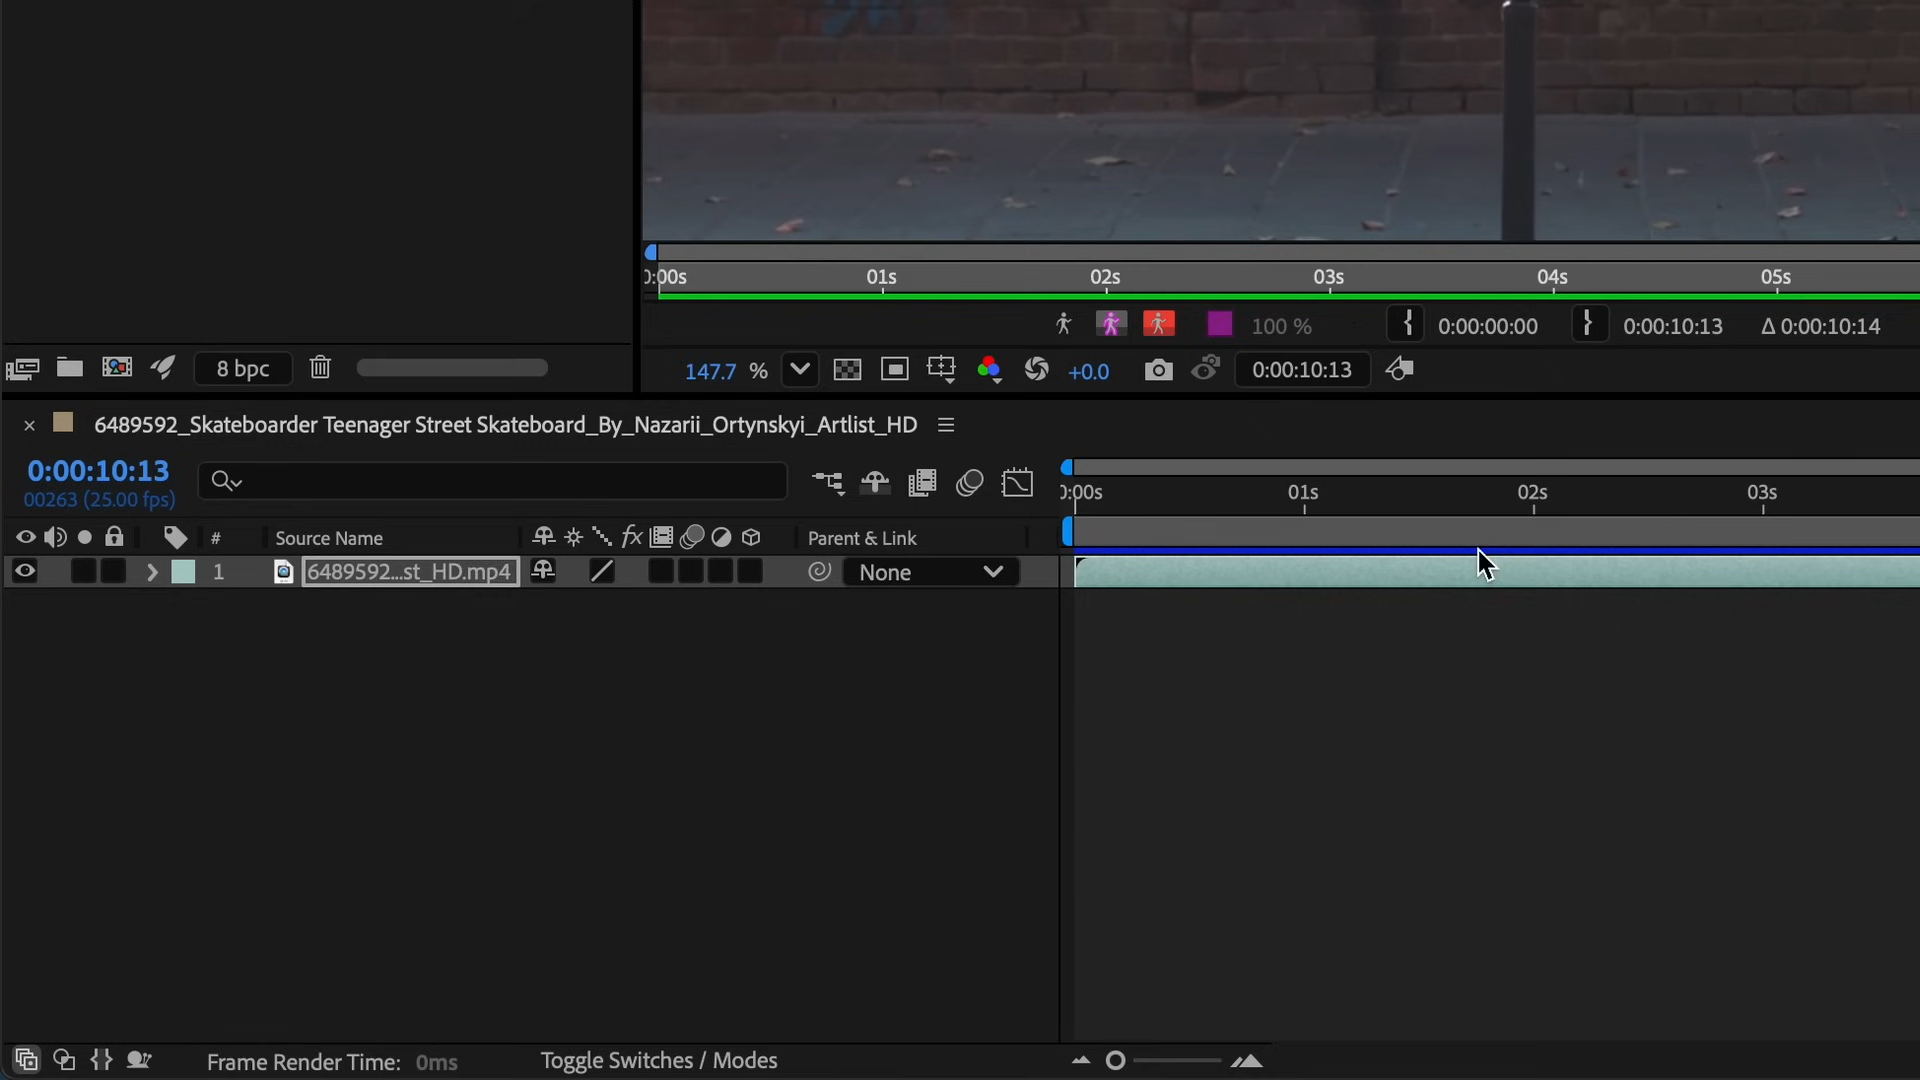 0:00s 01s 02s 03s 04s 05s
100 % 0:00:00:00 0:00:10:13 Δ 0:00:10:14
8 bpc 147.7 % +0.0 0:00:10:13
6489592_Skateboarder Teenager Street Skateboard_By_Nazarii_Ortynskyi_Artlist_HD
0:00:10:13
00263 (25.00 fps)
0:00s 01s 02s 03s
# Source Name fx Parent & Link
1 6489592...st_HD.mp4 None
Frame Render Time: 0ms Toggle Switches / Modes